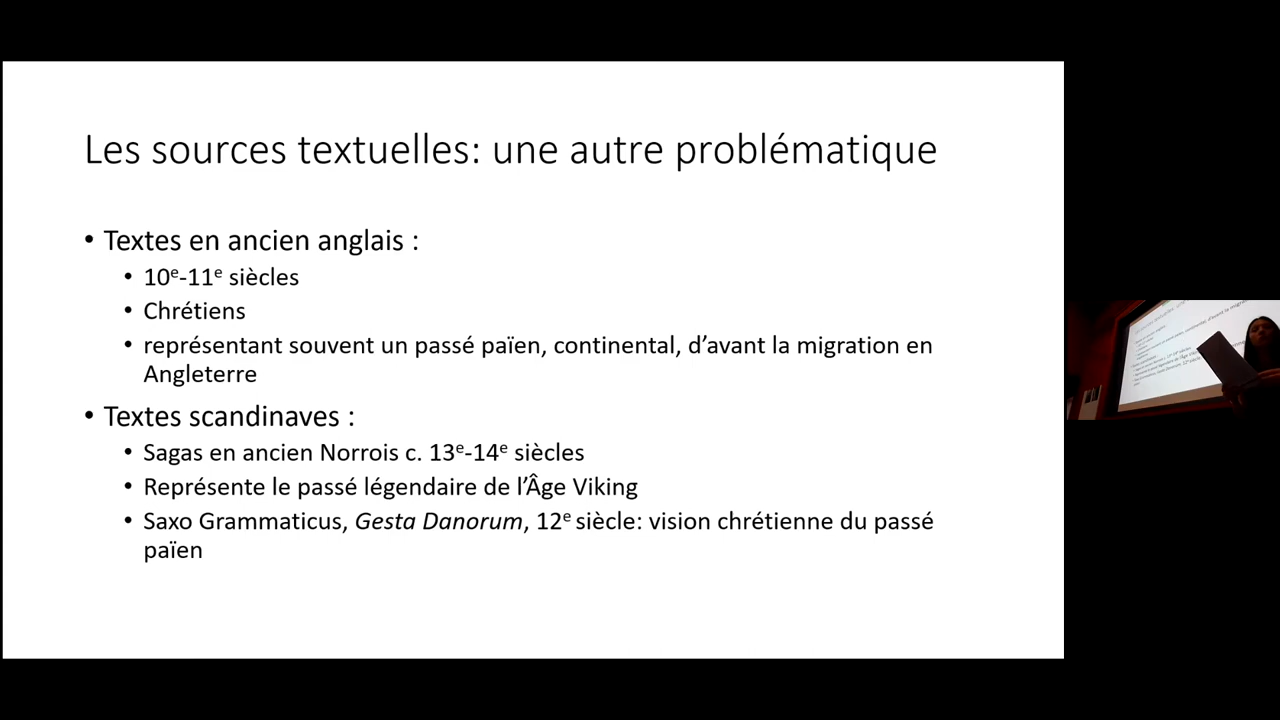 Les sources textuelles: une autre problématique
• Textes en ancien anglais :
• 10e-11e siècles
• Chrétiens
• représentant souvent un passé païen, continental, d’avant la migration en
Angleterre
• Textes scandinaves :
• Sagas en ancien Norrois c. 13e-14e siècles
• Représente le passé légendaire de l’Âge Viking
• Saxo Grammaticus, Gesta Danorum, 12e siècle: vision chrétienne du passé
païen